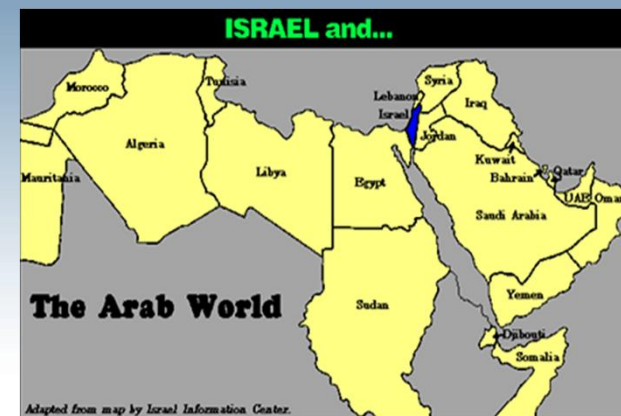 ISRAEL and...
Morocco
Tunisia
Syria
Lebanon
Iraq
Israel
Jordan
Algeria
Kuwait
Libya
Qatar
Mauritania
Egypt
Bahrain
UAE
Oman
Saudi Arabia
Yemen
The Arab World
Sudan
Djibouti
Somalia
Adapted from map by Israel Information Center.